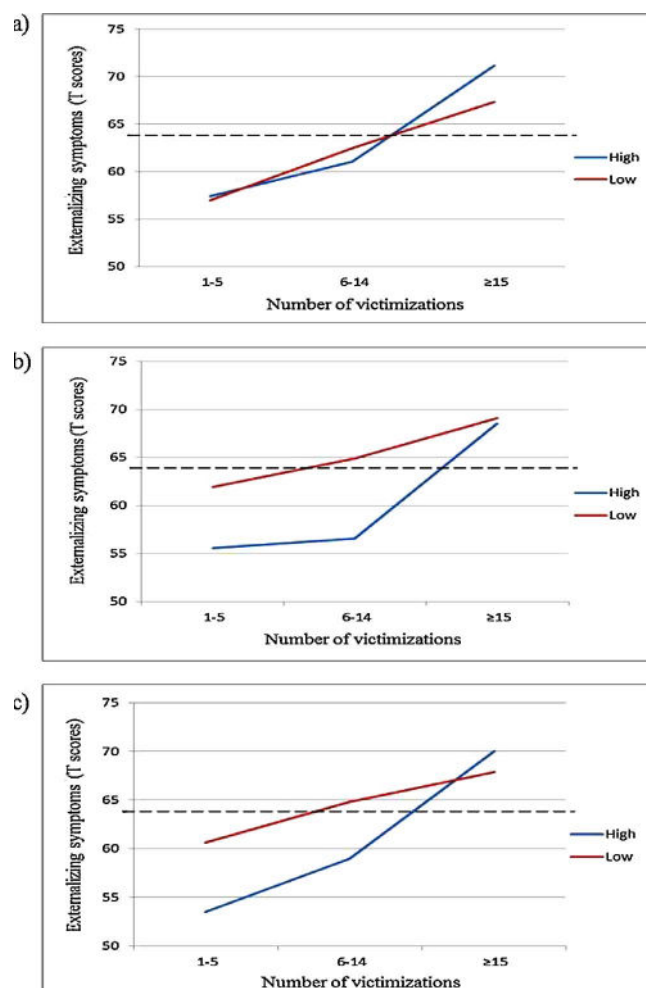 a)
75
70
65
60
55
50
Externalizing symptoms (T scores)
High
Low
1-5 6-14 ≥15
Number of victimizations
b)
75
70
65
60
55
50
Externalizing symptoms (T scores)
High
Low
1-5 6-14 ≥15
Number of victimizations
c)
75
70
65
60
55
50
Externalizing symptoms (T scores)
High
Low
1-5 6-14 ≥15
Number of victimizations